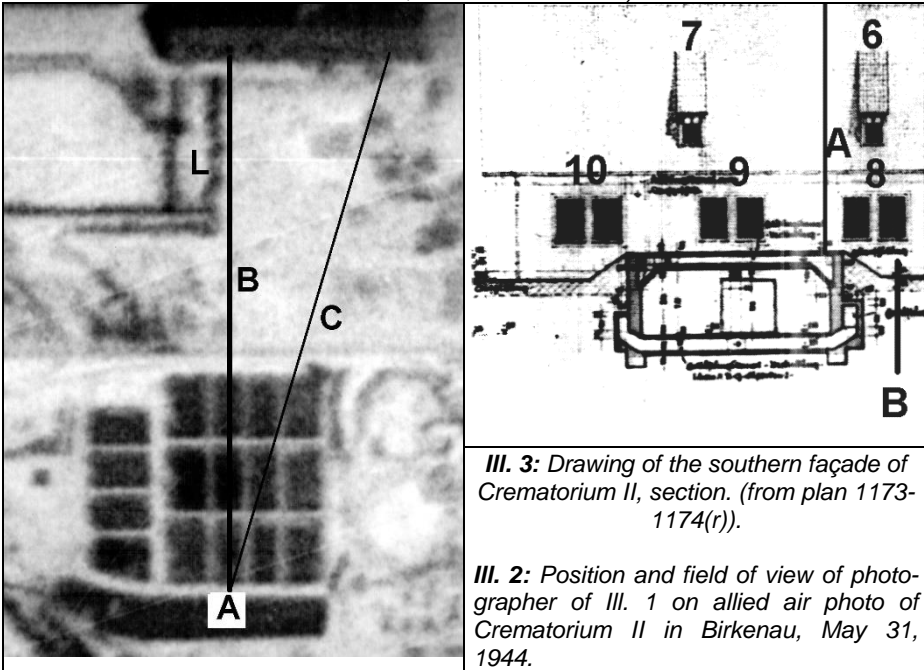 L
B
C
A
7
6
A
10
9
8
B
Ill. 3: Drawing of the southern façade of
Crematorium II, section. (from plan 1173-
1174(r)).
Ill. 2: Position and field of view of photo-
grapher of Ill. 1 on allied air photo of
Crematorium II in Birkenau, May 31,
1944.